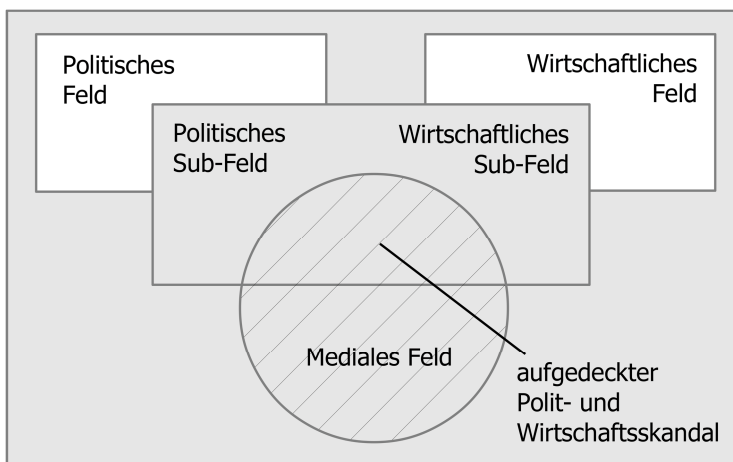 Politisches
Feld
Wirtschaftliches
Feld
Politisches
Sub-Feld
Wirtschaftliches
Sub-Feld
Mediales Feld
aufgedeckter
Polit- und
Wirtschaftsskandal